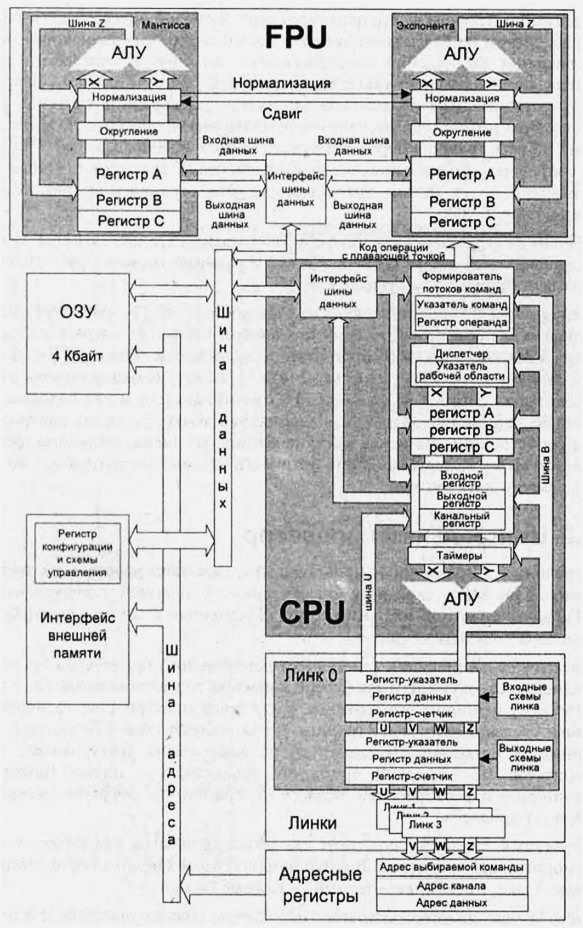 Шина Z
Мантисса
FPU
Экспонента
Шина Z
АЛУ
АЛУ
X
Y
X
Y
Нормализация
Нормализация
Сдвиг
Нормализация
Округление
Округление
Входная шина
данных
Входная шина
данных
Регистр А
Регистр В
Регистр С
Интерфейс
шины
данных
Регистр А
Регистр В
Регистр С
Выходная
шина
данных
Выходная
шина
данных
Код операции
с плавающей точкой
Интерфейс
шины
данных
Формирователь
потоков команд
Указатель команд
Регистр операнда
ОЗУ
4 Кбайт
Шина данных
Диспетчер
Указатель
рабочей области
X
Y
регистр А
регистр В
регистр С
Шина В
Входной
регистр
Выходной
регистр
Канальный
регистр
Регистр
конфигурации
и схемы
управления
Таймеры
X
Y
шина U
АЛУ
CPU
Интерфейс
внешней
памяти
Шина адреса
Линк 0
Регистр-указатель
Регистр данных
Регистр-счетчик
Входные
схемы
линка
U
V
W
Z
Регистр-указатель
Регистр данных
Регистр-счетчик
Выходные
схемы
линка
U
V
W
Z
Линки
Линк 1
Линк 2
Линк 3
V
W
Z
Адресные
регистры
Адрес выбираемой команды
Адрес канала
Адрес данных